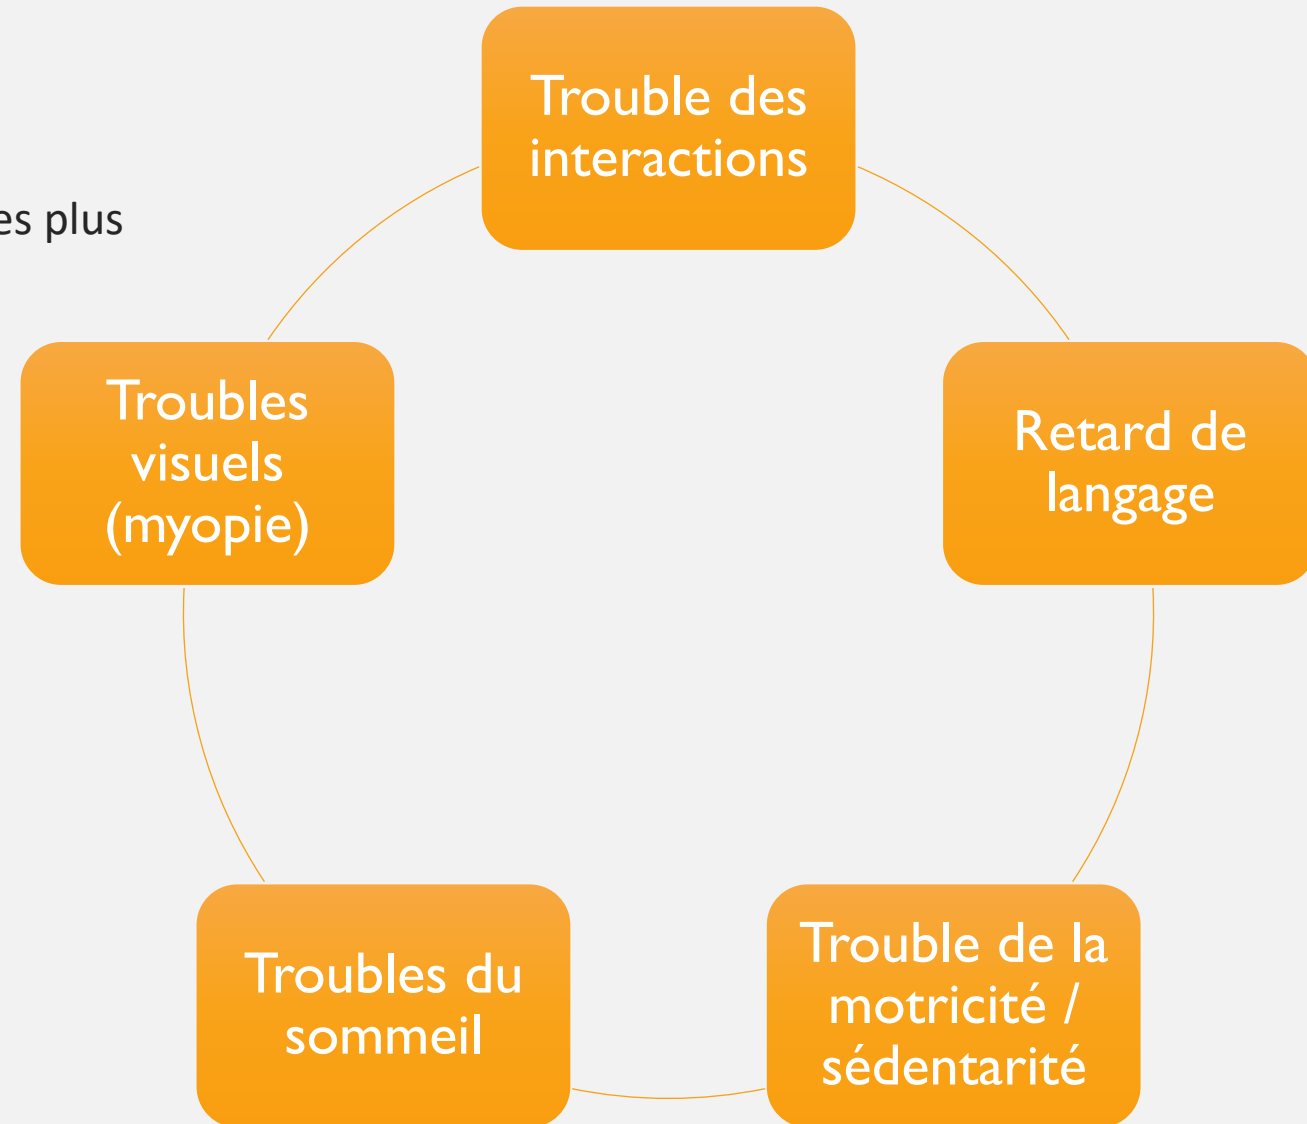 es plus
Trouble des
interactions
Retard de
langage
Trouble de la
motricité /
sédentarité
Troubles du
sommeil
Troubles
visuels
(myopie)